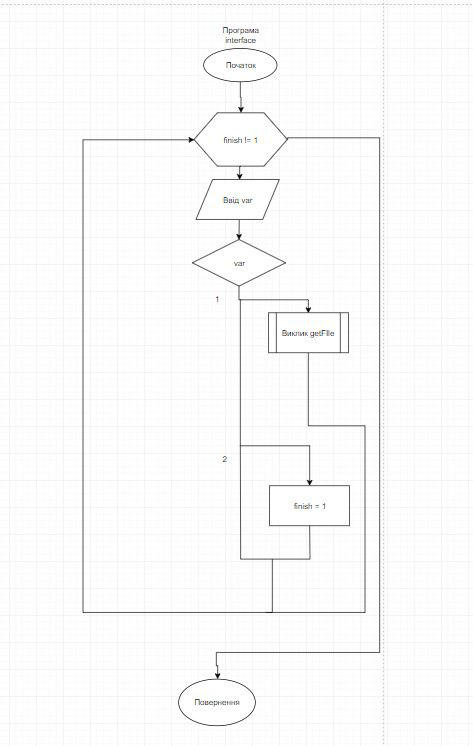 Програма
interface
Початок
finish != 1
Ввід var
var
1
Виклик getFIle
2
finish = 1
Повернення